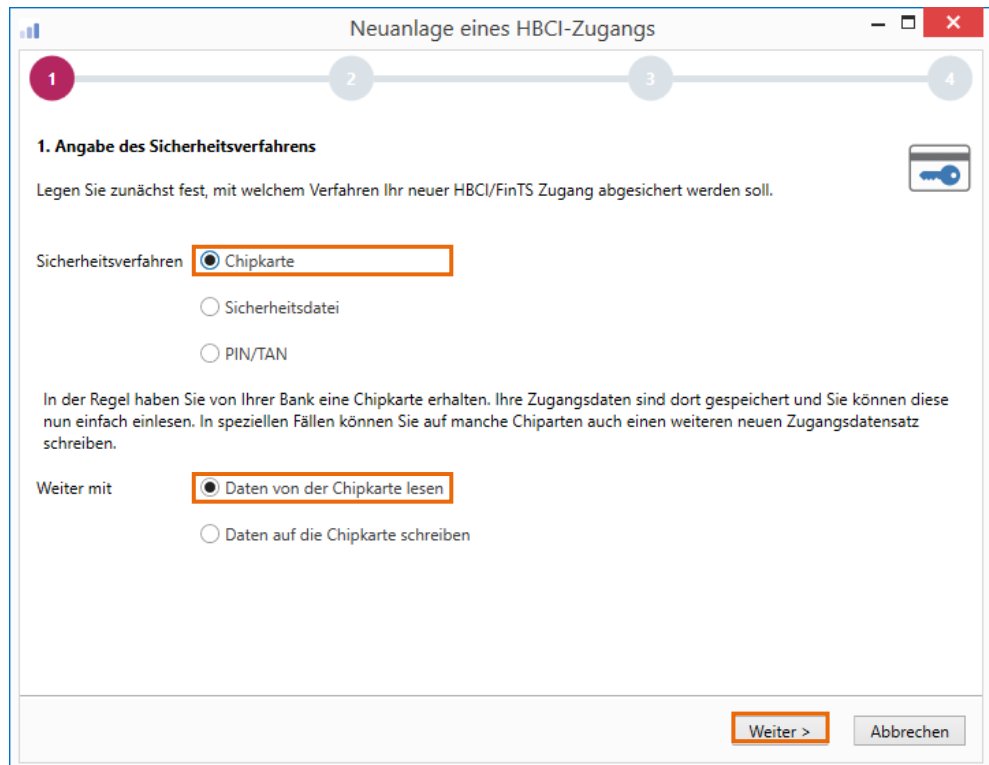 Neuanlage eines HBCI-Zugangs
1 2 3 4
1. Angabe des Sicherheitsverfahrens
Legen Sie zunächst fest, mit welchem Verfahren Ihr neuer HBCI/FinTS Zugang abgesichert werden soll.
Sicherheitsverfahren Chipkarte
Sicherheitsdatei
PIN/TAN
In der Regel haben Sie von Ihrer Bank eine Chipkarte erhalten. Ihre Zugangsdaten sind dort gespeichert und Sie können diese
nun einfach einlesen. In speziellen Fällen können Sie auf manche Chiparten auch einen weiteren neuen Zugangsdatensatz
schreiben.
Weiter mit Daten von der Chipkarte lesen
Daten auf die Chipkarte schreiben
Weiter > Abbrechen